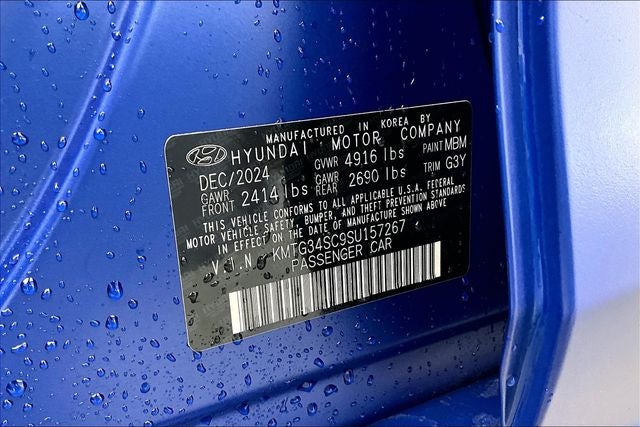 MANUFACTURED IN KOREA BY
HYUNDAI MOTOR COMPANY
DEC/2024 GVWR 4916 lbs PAINT MBM
GAWR FRONT 2414 lbs GAWR REAR 2690 lbs TRIM G3Y
THIS VEHICLE CONFORMS TO ALL APPLICABLE U.S.A. FEDERAL
MOTOR VEHICLE SAFETY, BUMPER, AND THEFT PREVENTION STANDARDS
IN EFFECT ON THE DATE OF MANUFACTURE SHOWN ABOVE
V I N / KMTG34SC9SU157267
PASSENGER CAR